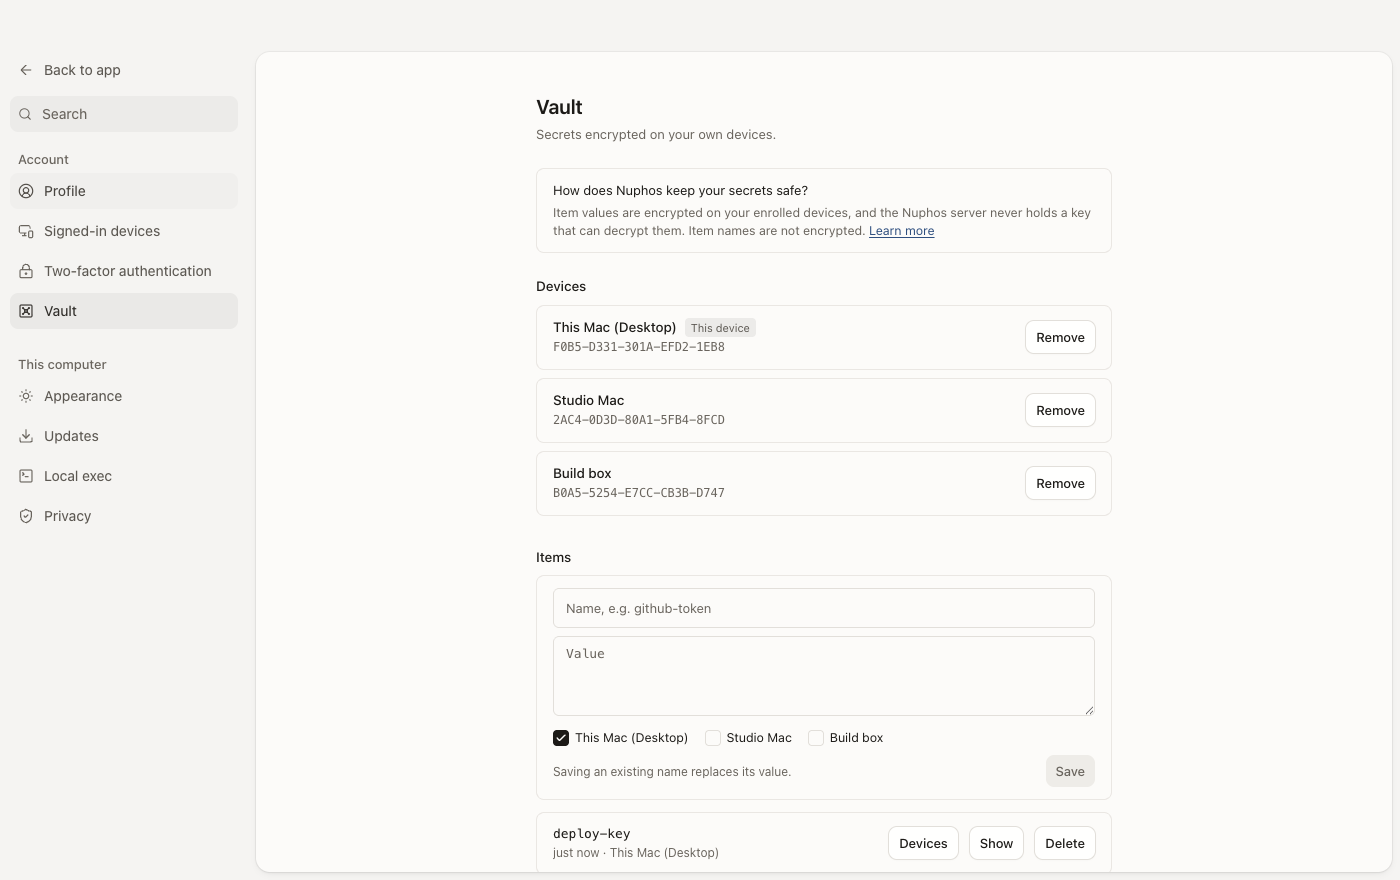 Back to app
Search
Account
Profile
Signed-in devices
Two-factor authentication
Vault
This computer
Appearance
Updates
Local exec
Privacy
Vault
Secrets encrypted on your own devices.
How does Nuphos keep your secrets safe?
Item values are encrypted on your enrolled devices, and the Nuphos server never holds a key
that can decrypt them. Item names are not encrypted. Learn more
Devices
This Mac (Desktop) This device
F0B5-D331-301A-EFD2-1EB8
Remove
Studio Mac
2AC4-0D3D-80A1-5FB4-8FCD
Remove
Build box
B0A5-5254-E7CC-CB3B-D747
Remove
Items
Name, e.g. github-token
Value
This Mac (Desktop) Studio Mac Build box
Saving an existing name replaces its value. Save
deploy-key
just now · This Mac (Desktop)
Devices Show Delete